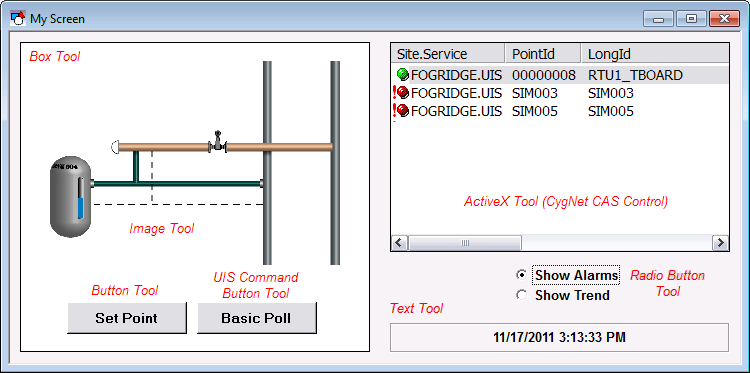 My Screen
Box Tool
Image Tool
Button Tool
UIS Command
Button Tool
Set Point
Basic Poll
Site.Service PointId LongId
FOGRIDGE.UIS 00000008 RTU1_TBOARD
FOGRIDGE.UIS SIM003 SIM003
FOGRIDGE.UIS SIM005 SIM005
ActiveX Tool (CygNet CAS Control)
Show Alarms
Show Trend
Radio Button
Tool
Text Tool
11/17/2011 3:13:33 PM